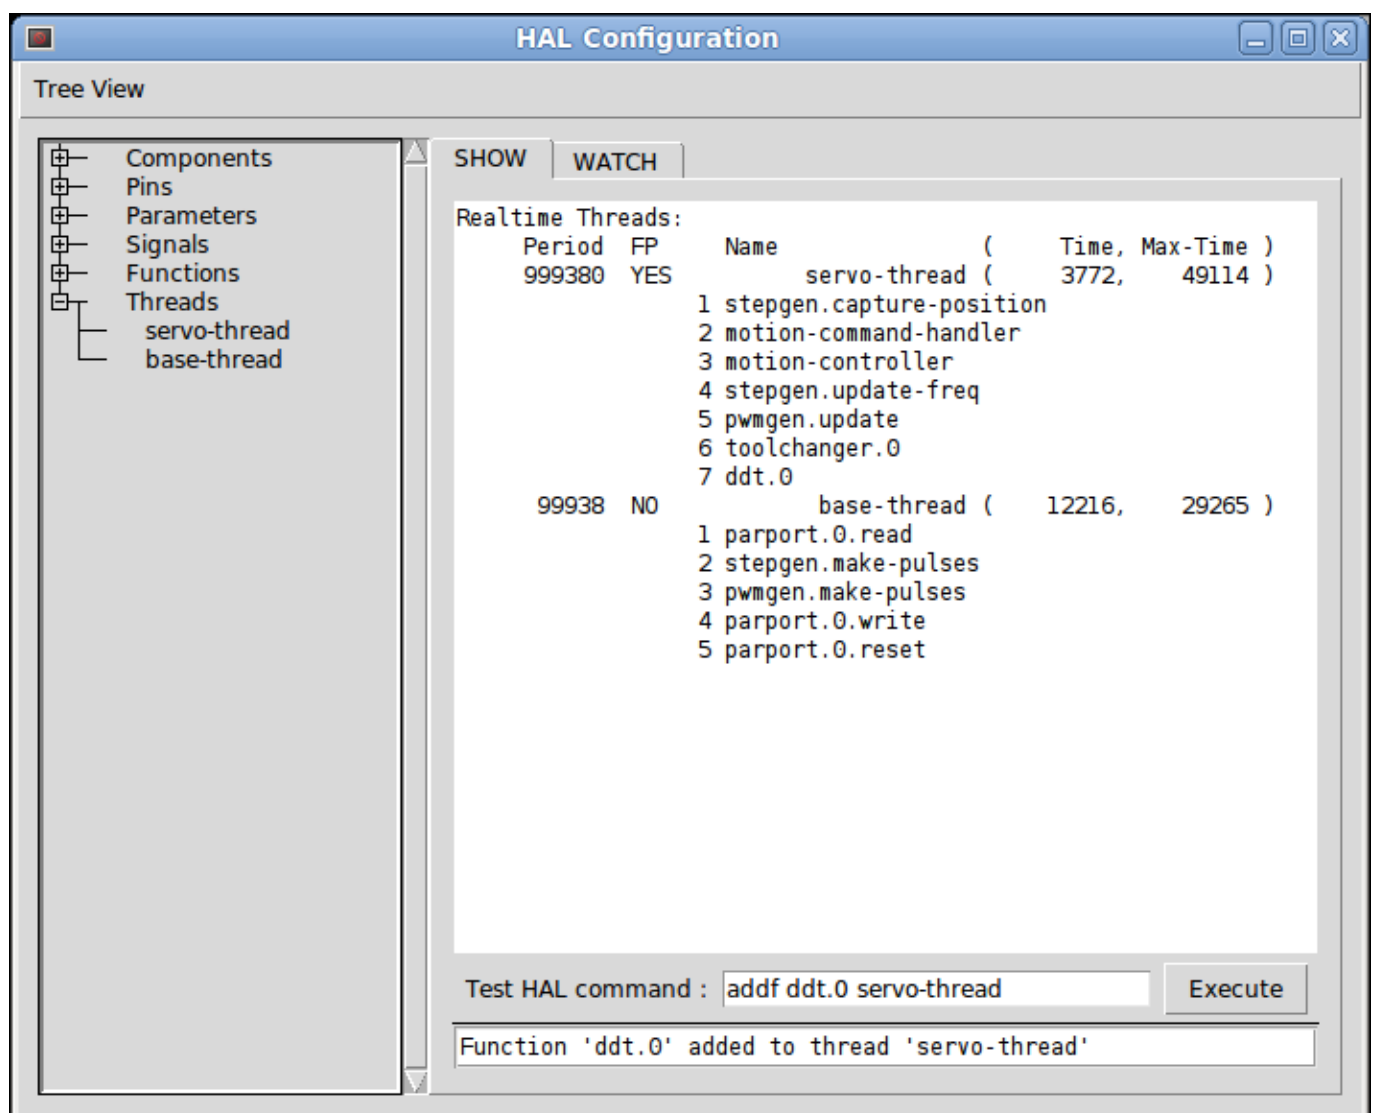 HAL Configuration
Tree View
Components
Pins
Parameters
Signals
Functions
Threads
servo-thread
base-thread
SHOW WATCH
Realtime Threads:
Period FP Name ( Time, Max-Time )
999380 YES servo-thread ( 3772, 49114 )
1 stepgen.capture-position
2 motion-command-handler
3 motion-controller
4 stepgen.update-freq
5 pwmgen.update
6 toolchanger.0
7 ddt.0
99938 NO base-thread ( 12216, 29265 )
1 parport.0.read
2 stepgen.make-pulses
3 pwmgen.make-pulses
4 parport.0.write
5 parport.0.reset
Test HAL command : addf ddt.0 servo-thread Execute
Function 'ddt.0' added to thread 'servo-thread'